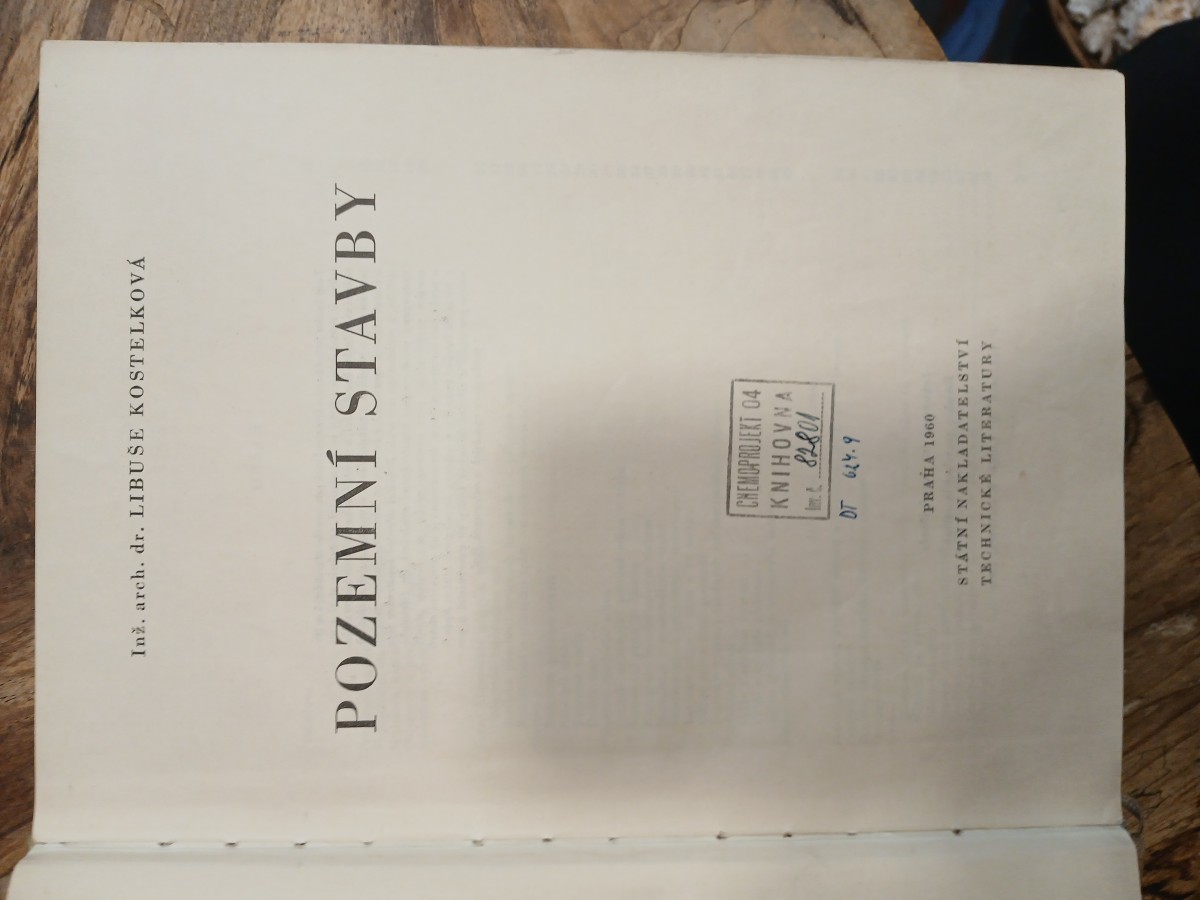 Inž. arch. dr. LIBUŠE KOSTELKOVÁ
POZEMNÍ STAVBY
CHEMOPROJEKT 04
KNIHOVNA
Inv. č. 82801
DT 624.9
PRAHA 1960
STÁTNÍ NAKLADATELSTVÍ
TECHNICKÉ LITERATURY